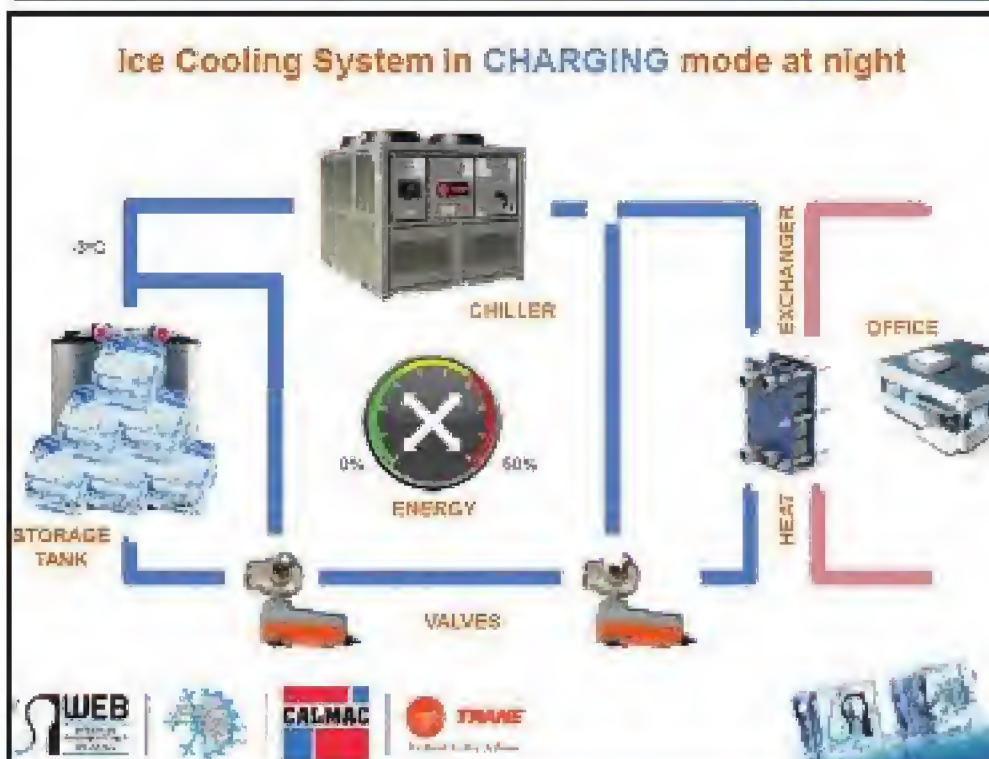 Ice Cooling System in CHARGING mode at night
CHILLER
EXCHANGER
OFFICE
0%
ENERGY
HEAT
STORAGE
TANK
VALVES
WEB
CALMAC
TRANE